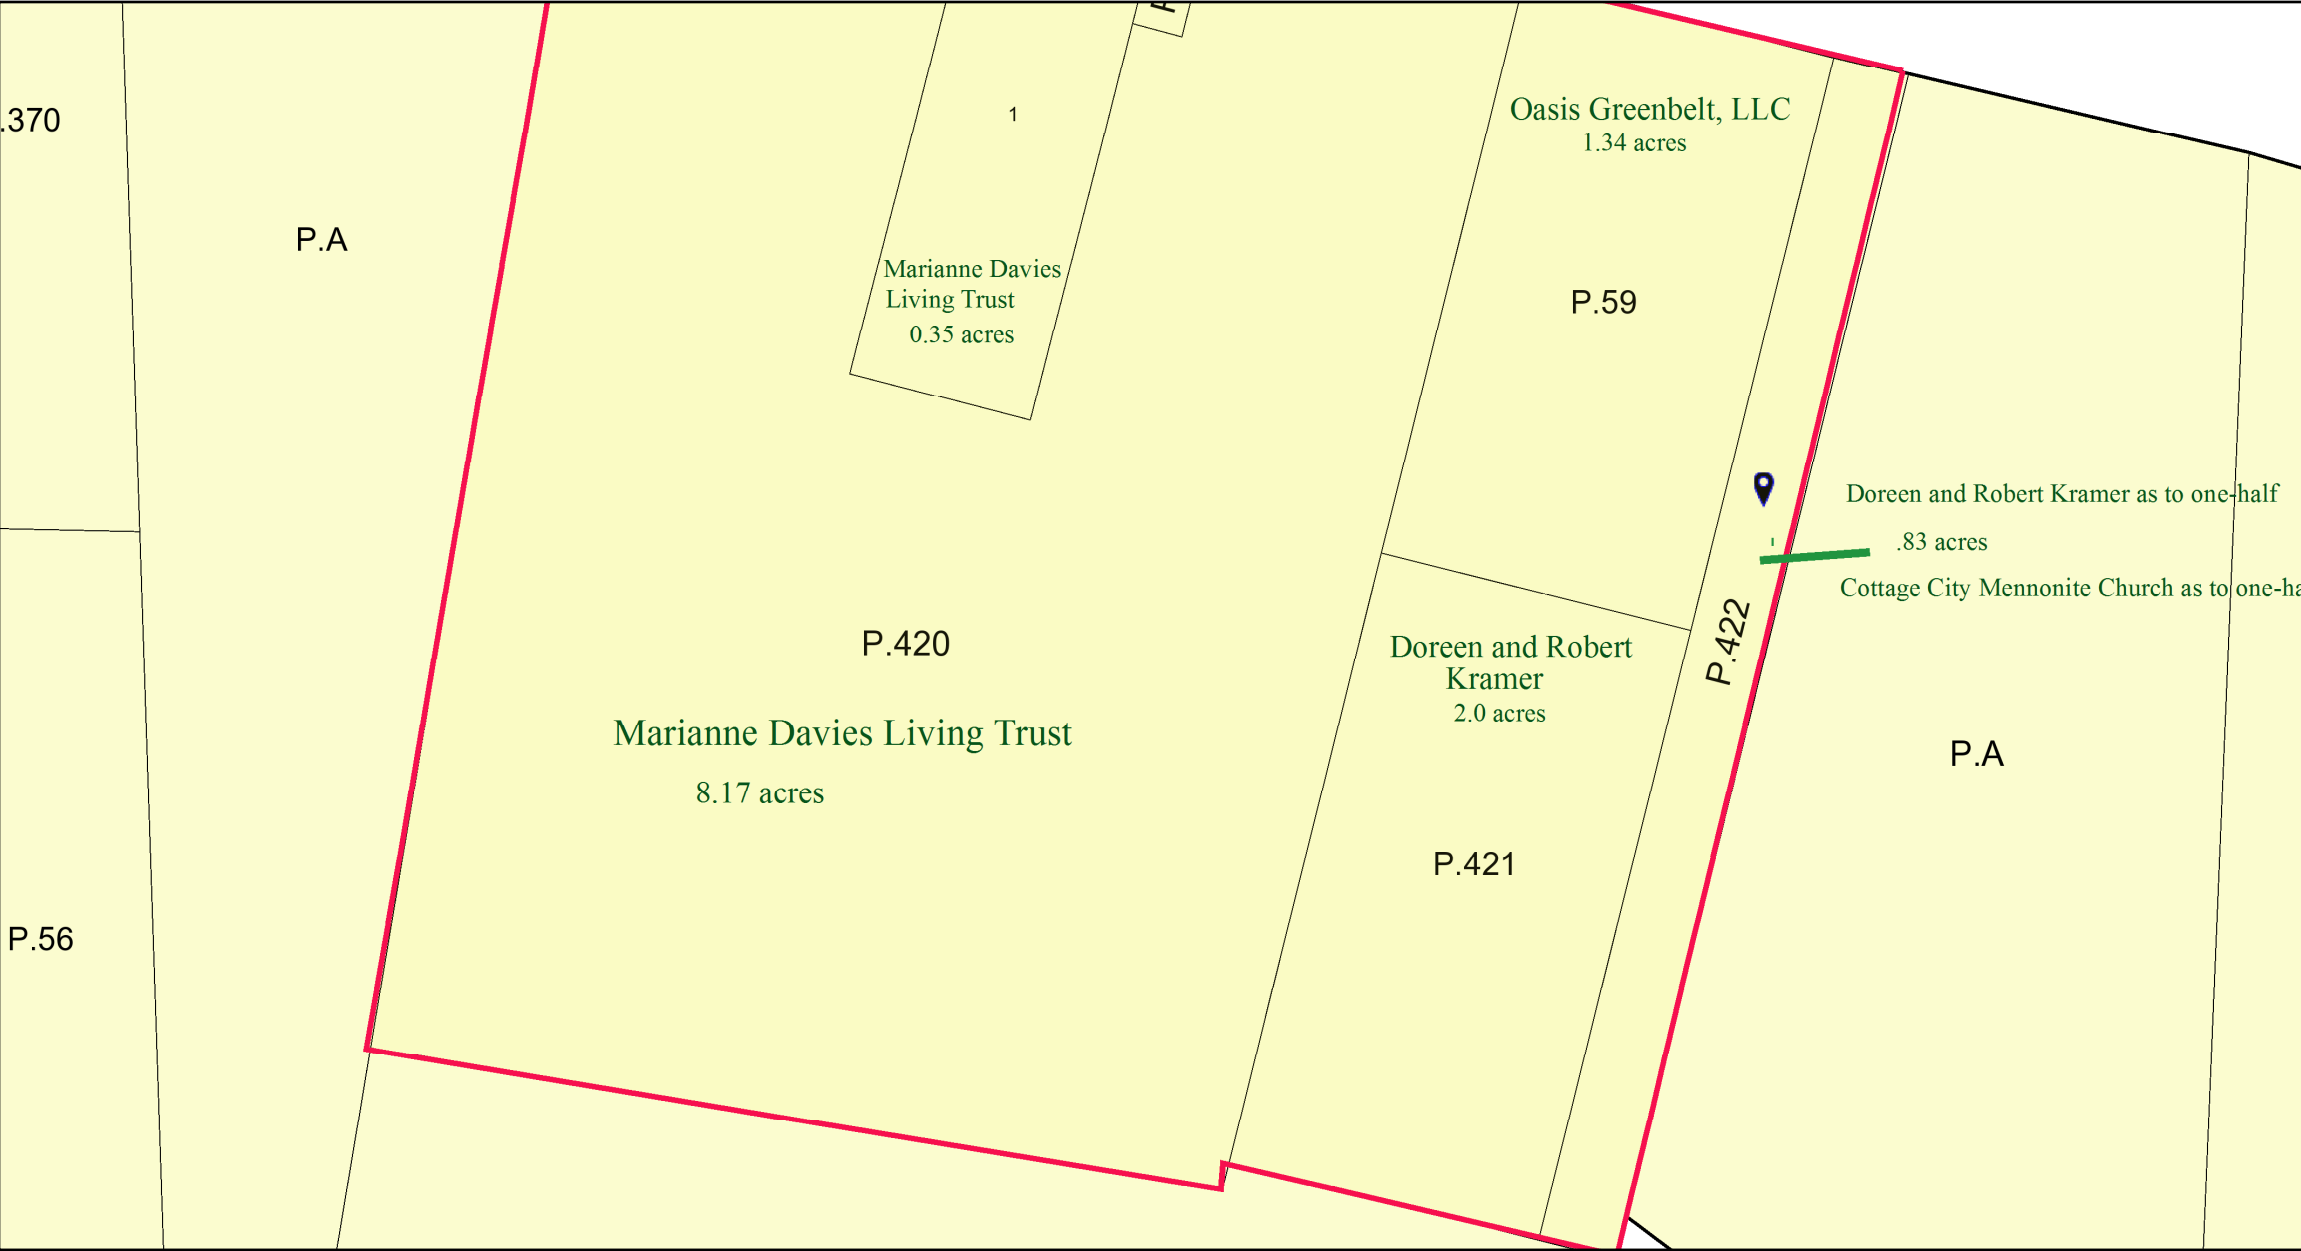 .370
P.A
P.56
1
Marianne Davies
Living Trust
0.35 acres
P.420
Marianne Davies Living Trust
8.17 acres
Oasis Greenbelt, LLC
1.34 acres
P.59
Doreen and Robert
Kramer
2.0 acres
P.421
P.422
Doreen and Robert Kramer as to one-half
.83 acres
Cottage City Mennonite Church as to one-ha
P.A